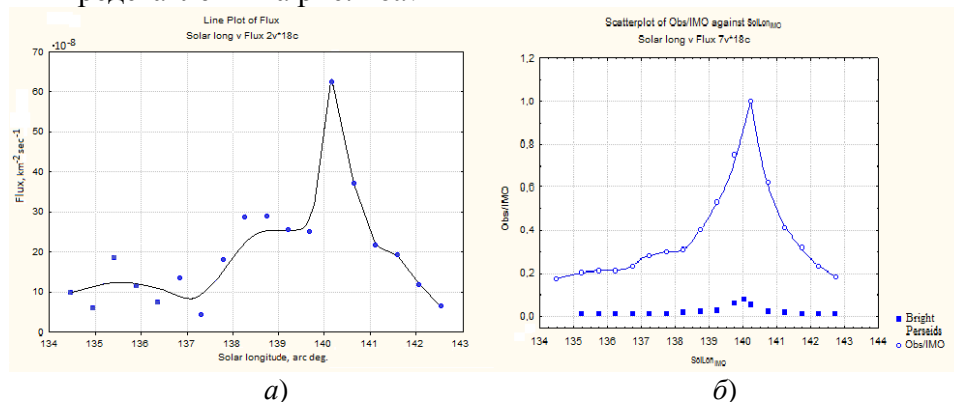 Line Plot of Flux
Solar long v Flux 2v*18c
*10⁻⁸
70
60
50
40
30
20
10
0
Flux, km⁻² sec⁻¹
134 135 136 137 138 139 140 141 142 143
Solar longitude, arc deg.
а)
Scatterplot of Obs/IMO against SolLon_IMO
Solar long v Flux 7v*18c
1,2
1,0
0,8
0,6
0,4
0,2
0,0
Obs/IMO
134 135 136 137 138 139 140 141 142 143 144
SolLon_IMO
Bright
Perseids
Obs/IMO
б)